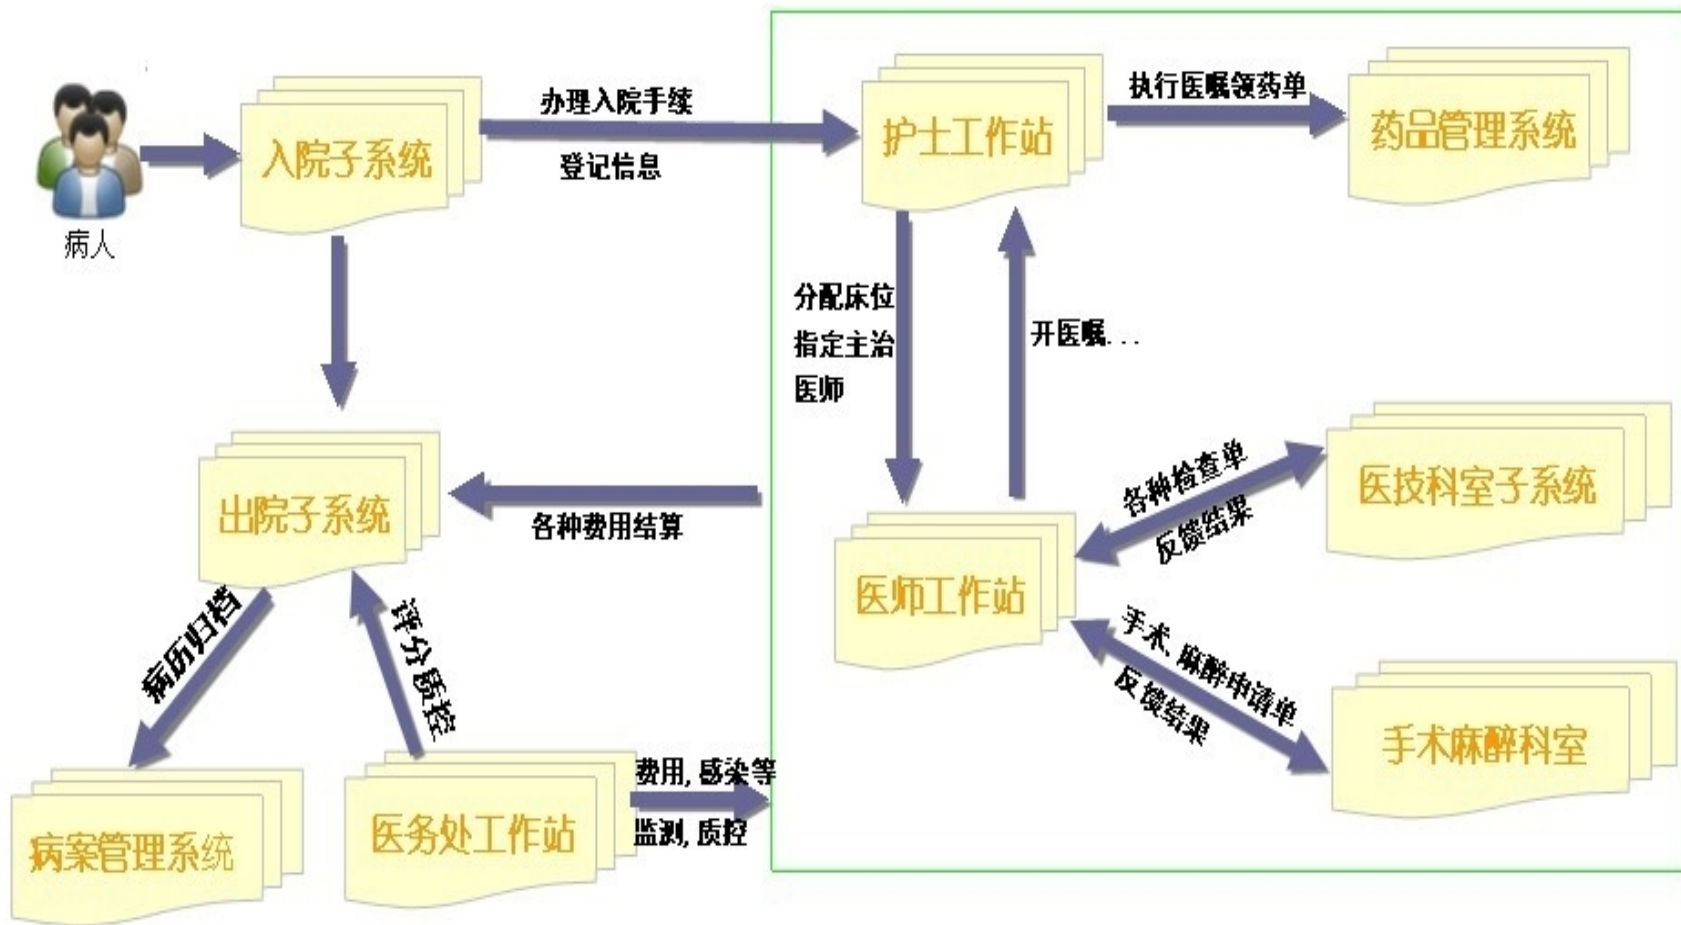 办理入院手续
执行医嘱领药单
入院子系统
护士工作站
药品管理系统
登记信息
病人
分配床位
指定主治
医师
开医嘱...
出院子系统
各种费用结算
各种检查单
反馈结果
医技科室子系统
医师工作站
病历归档
评分质控
手术、麻醉申请单
反馈结果
手术麻醉科室
费用,感染等
监测,质控
病案管理系统
医务处工作站